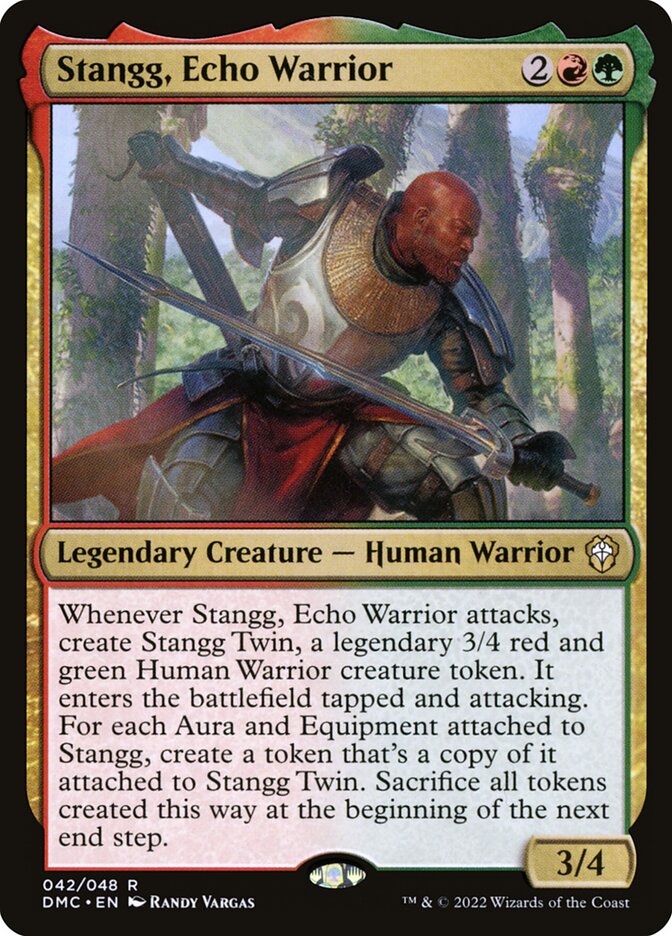 Stangg, Echo Warrior 2
Legendary Creature — Human Warrior
Whenever Stangg, Echo Warrior attacks,
create Stangg Twin, a legendary 3/4 red and
green Human Warrior creature token. It
enters the battlefield tapped and attacking.
For each Aura and Equipment attached to
Stangg, create a token that's a copy of it
attached to Stangg Twin. Sacrifice all tokens
created this way at the beginning of the next
end step.
3/4
042/048 R
DMC • EN Randy Vargas ™ & © 2022 Wizards of the Coast